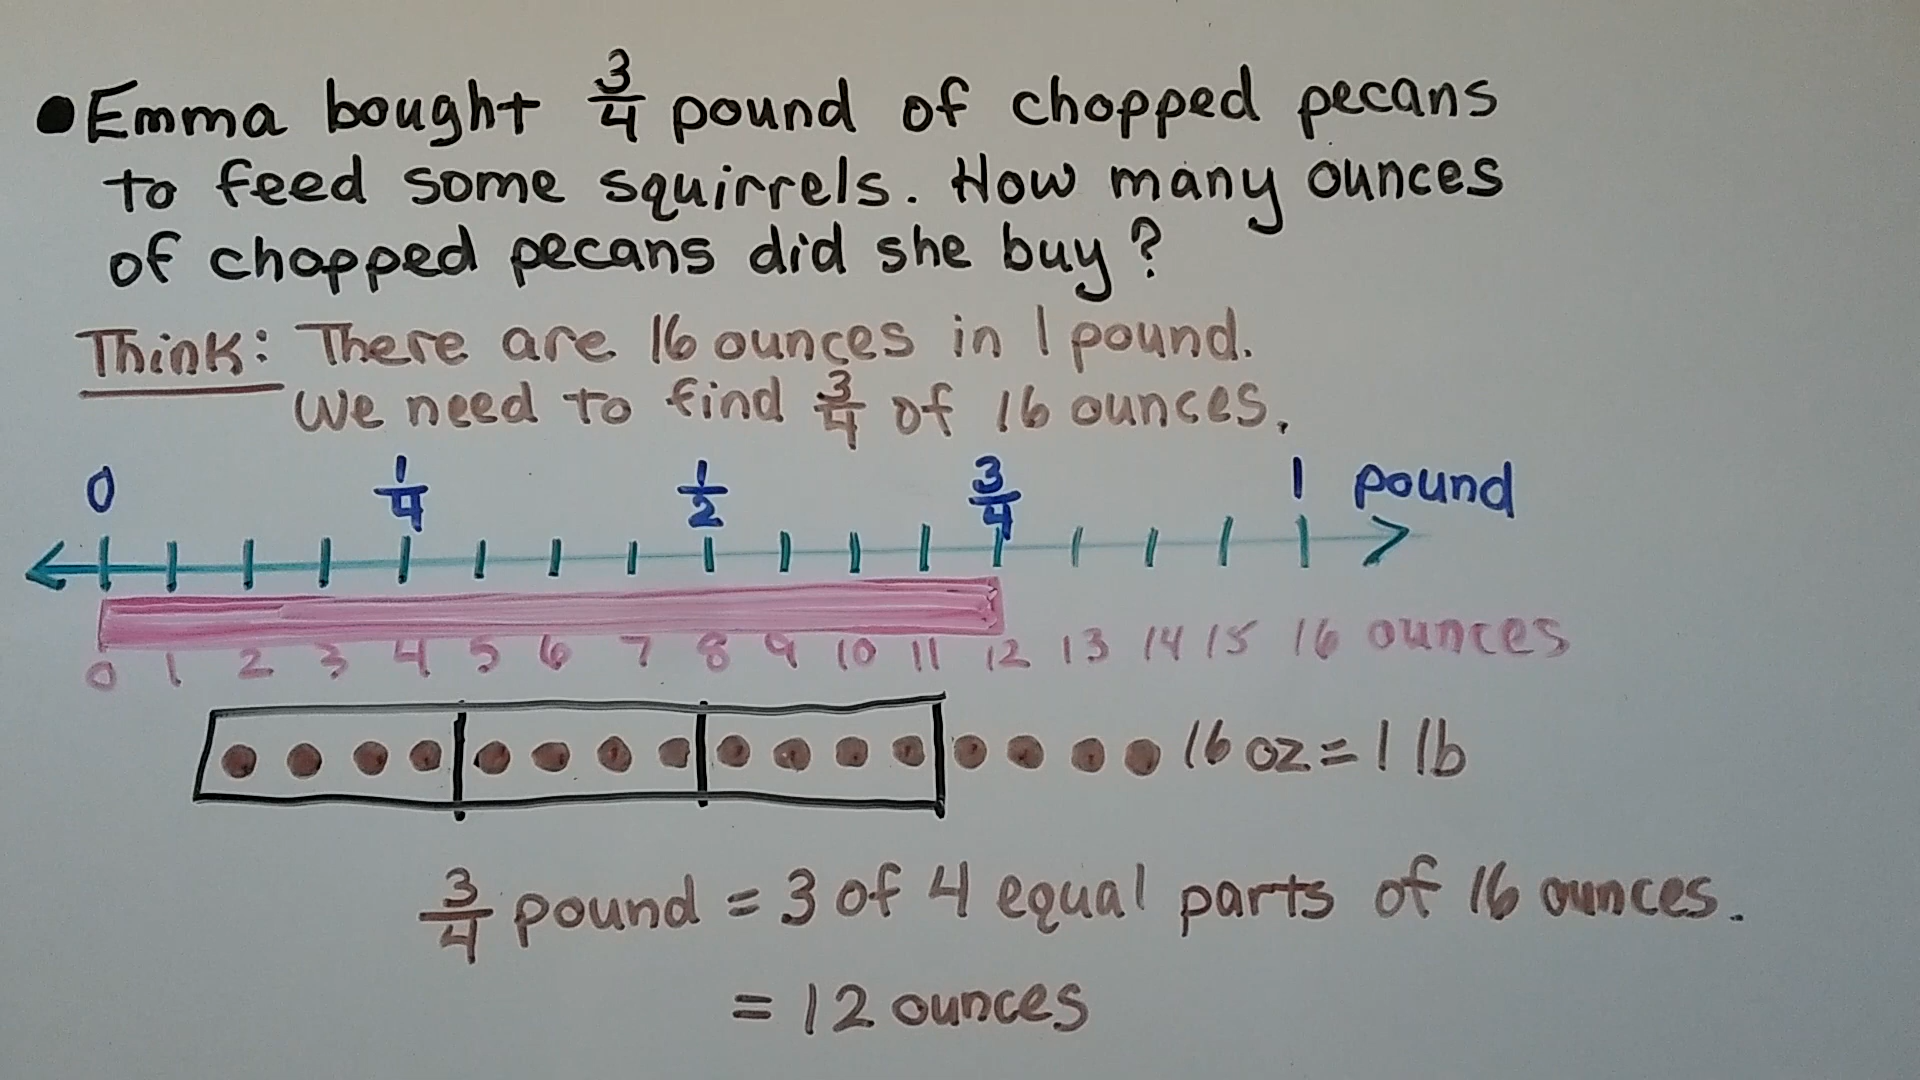 •Emma bought 3/4 pound of chopped pecans
to feed some squirrels. How many ounces
of chopped pecans did she buy?
Think: There are 16 ounces in 1 pound.
We need to find 3/4 of 16 ounces.
0 1/4 1/2 3/4 1 pound
0 1 2 3 4 5 6 7 8 9 10 11 12 13 14 15 16 ounces
16 oz = 1 lb
3/4 pound = 3 of 4 equal parts of 16 ounces.
= 12 ounces